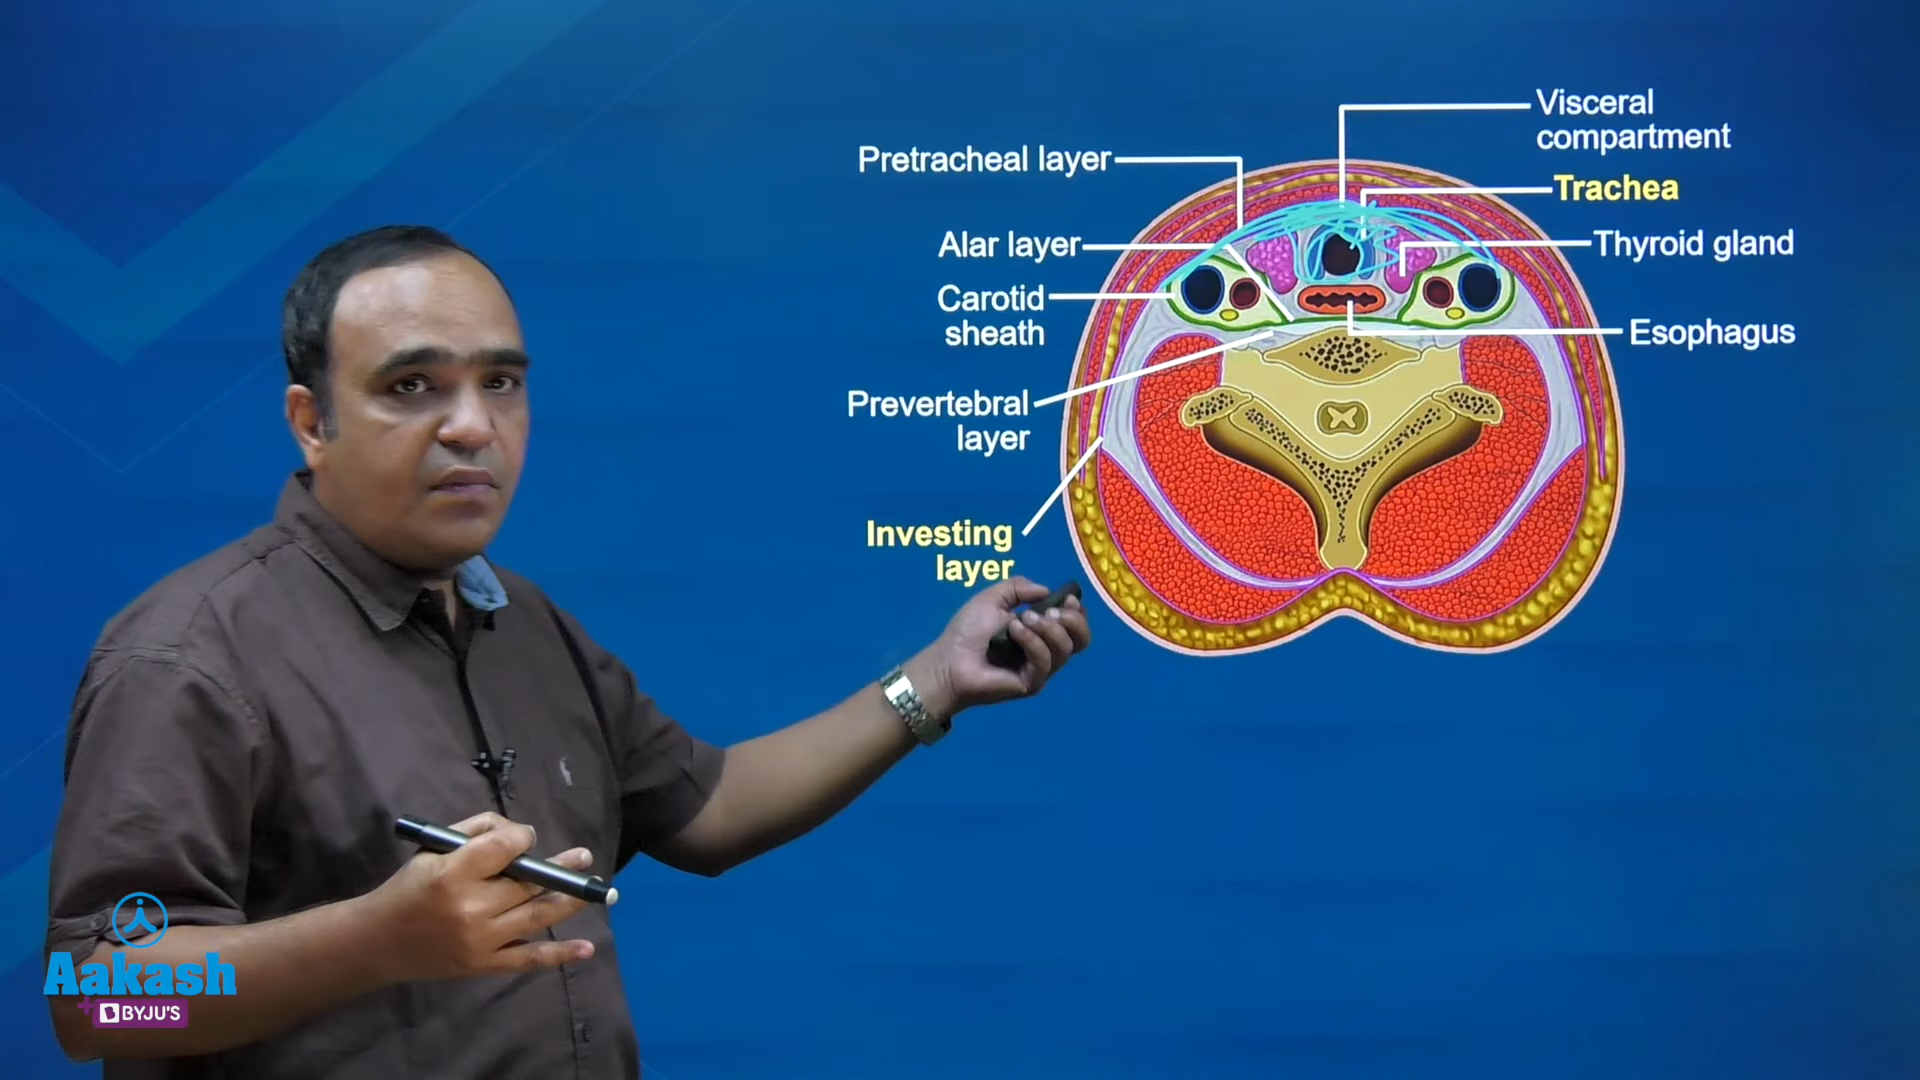 Visceral
compartment
Pretracheal layer
Trachea
Alar layer
Thyroid gland
Carotid
sheath
Esophagus
Prevertebral
layer
Investing
layer
Aakash
+ BYJU'S